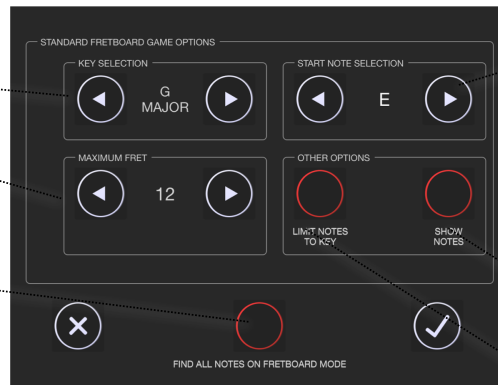 STANDARD FRETBOARD GAME OPTIONS
KEY SELECTION
G
MAJOR
START NOTE SELECTION
E
MAXIMUM FRET
12
OTHER OPTIONS
LIMIT NOTES
TO KEY
SHOW
NOTES
FIND ALL NOTES ON FRETBOARD MODE